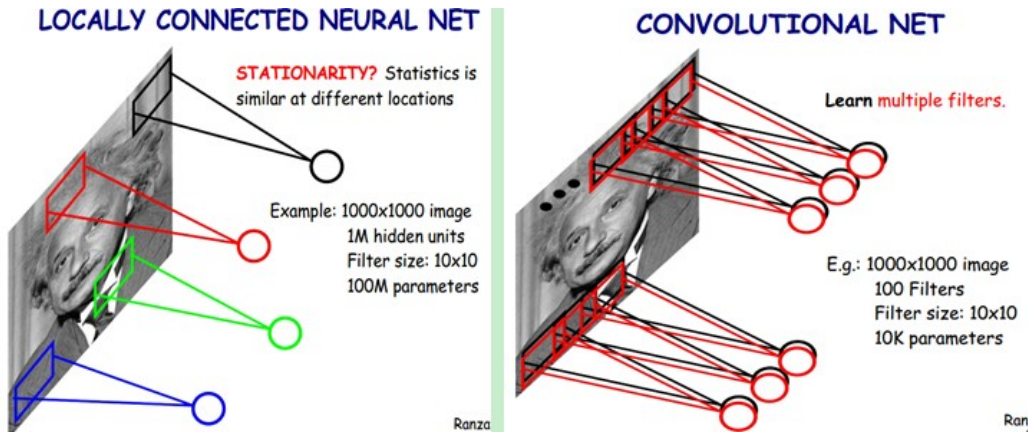 LOCALLY CONNECTED NEURAL NET
STATIONARITY? Statistics is
similar at different locations
Example: 1000x1000 image
1M hidden units
Filter size: 10x10
100M parameters
Ranza
CONVOLUTIONAL NET
Learn multiple filters.
E.g.: 1000x1000 image
100 Filters
Filter size: 10x10
10K parameters
Ran